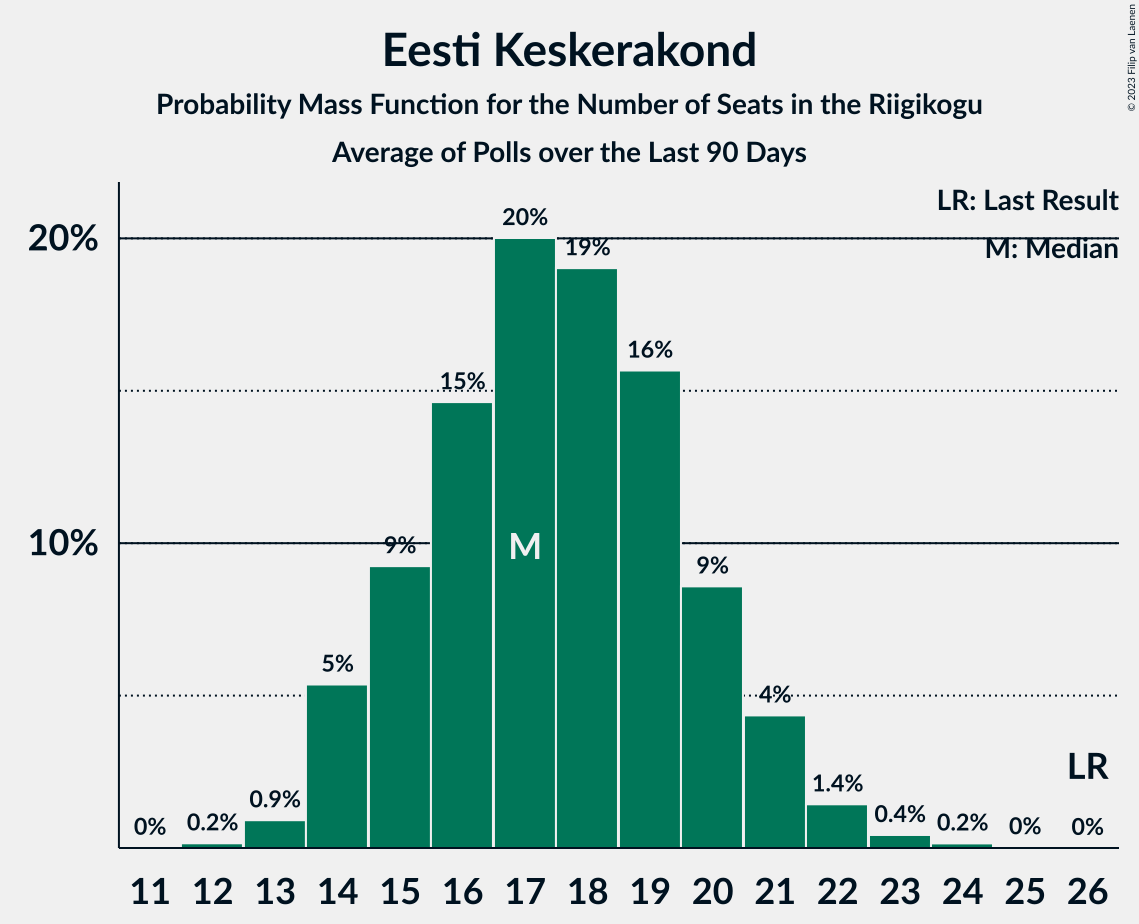 Eesti Keskerakond
Probability Mass Function for the Number of Seats in the Riigikogu
Average of Polls over the Last 90 Days
© 2023 Filip van Laenen
LR: Last Result
M: Median
20%
10%
0%
0.2%
0.9%
5%
9%
15%
20%
19%
16%
9%
4%
1.4%
0.4%
0.2%
0%
0%
M
LR
11 12 13 14 15 16 17 18 19 20 21 22 23 24 25 26